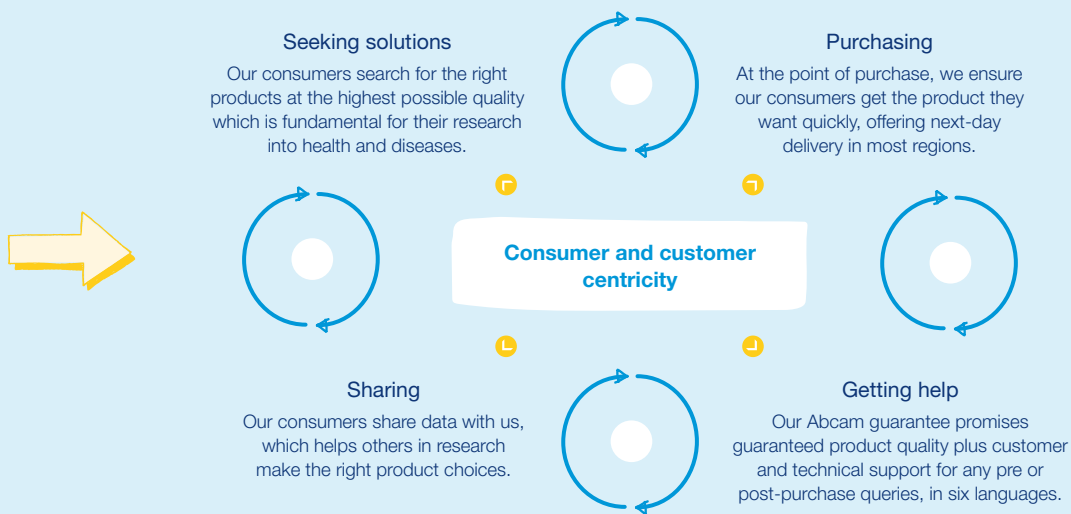 Seeking solutions
Our consumers search for the right
products at the highest possible quality
which is fundamental for their research
into health and diseases.
Purchasing
At the point of purchase, we ensure
our consumers get the product they
want quickly, offering next-day
delivery in most regions.
Consumer and customer
centricity
Sharing
Our consumers share data with us,
which helps others in research
make the right product choices.
Getting help
Our Abcam guarantee promises
guaranteed product quality plus customer
and technical support for any pre or
post-purchase queries, in six languages.